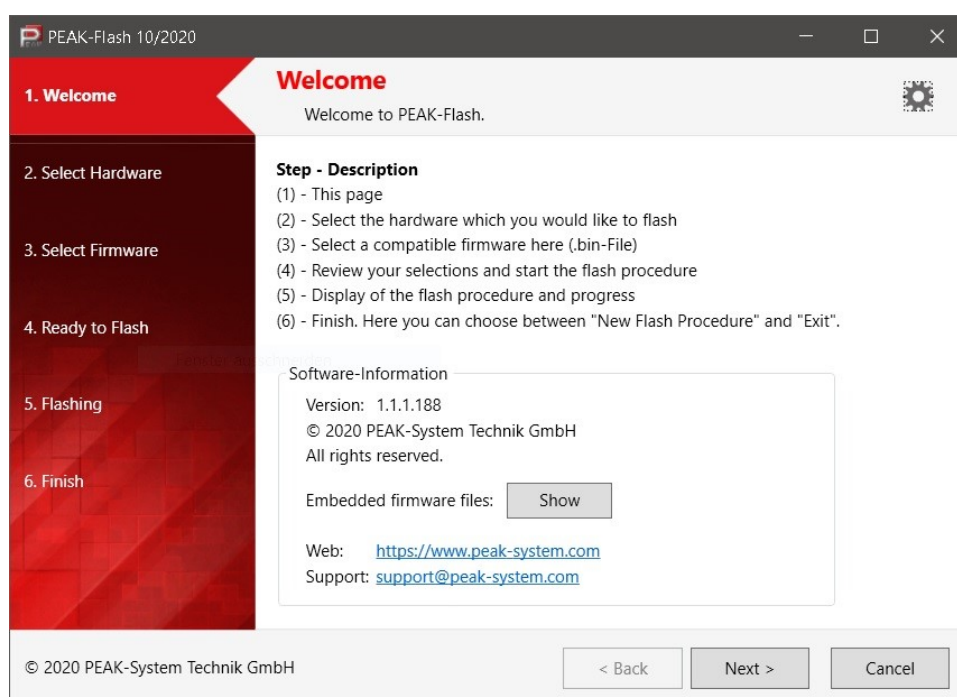 PEAK-Flash 10/2020
1. Welcome
2. Select Hardware
3. Select Firmware
4. Ready to Flash
5. Flashing
6. Finish
Welcome
Welcome to PEAK-Flash.
Step - Description
(1) - This page
(2) - Select the hardware which you would like to flash
(3) - Select a compatible firmware here (.bin-File)
(4) - Review your selections and start the flash procedure
(5) - Display of the flash procedure and progress
(6) - Finish. Here you can choose between "New Flash Procedure" and "Exit".
Software-Information
Version: 1.1.1.188
© 2020 PEAK-System Technik GmbH
All rights reserved.
Embedded firmware files: Show
Web: https://www.peak-system.com
Support: support@peak-system.com
© 2020 PEAK-System Technik GmbH
< Back Next > Cancel